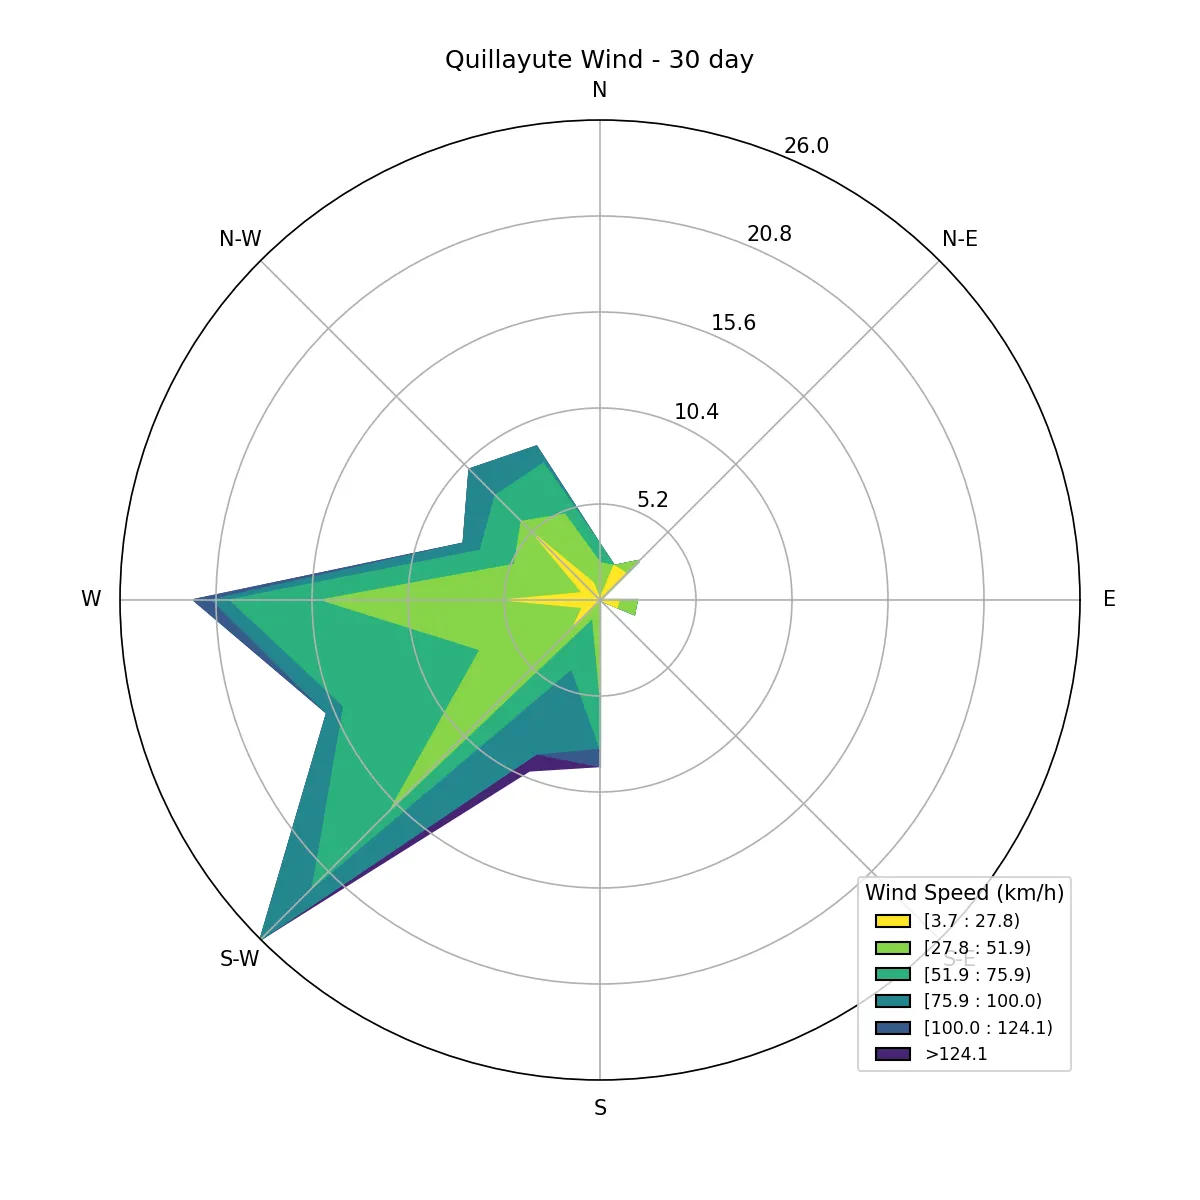 Quillayute Wind - 30 day
N
26.0
N-W
N-E
20.8
15.6
10.4
5.2
W
E
S-W
S-E
S
Wind Speed (km/h)
[3.7 : 27.8)
[27.8 : 51.9)
[51.9 : 75.9)
[75.9 : 100.0)
[100.0 : 124.1)
>124.1